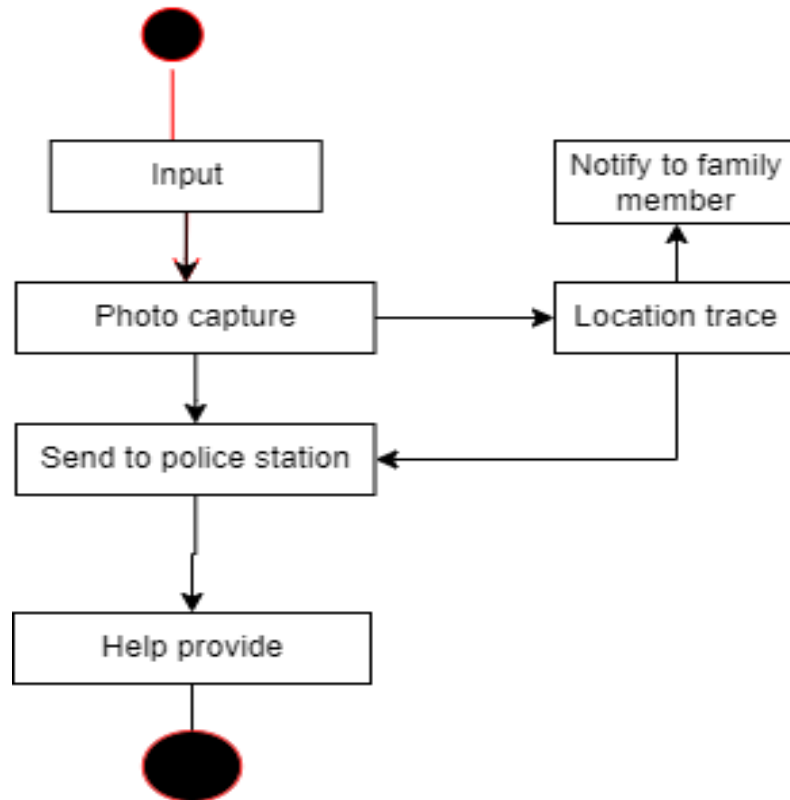 Input
Notify to family
member
Photo capture
Location trace
Send to police station
Help provide